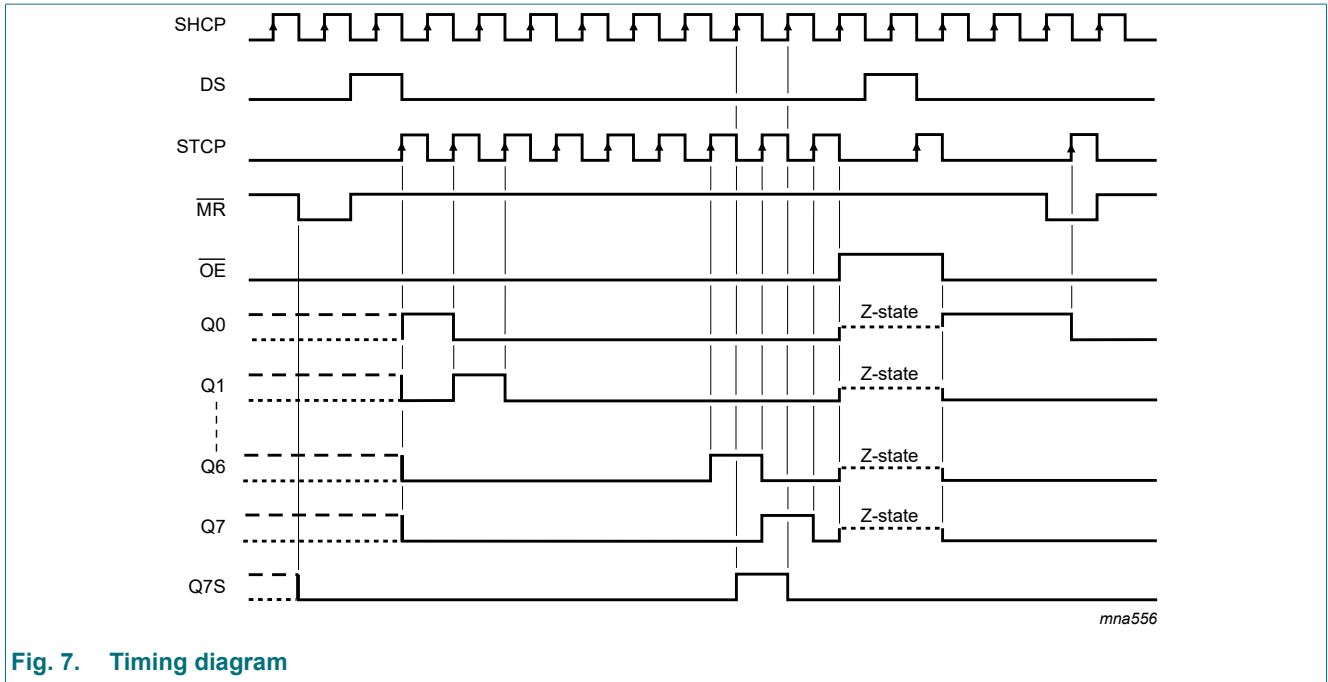 SHCP
DS
STCP
MR
OE
Q0
Z-state
Q1
Z-state
Q6
Z-state
Q7
Z-state
Q7S
mna556
Fig. 7. Timing diagram